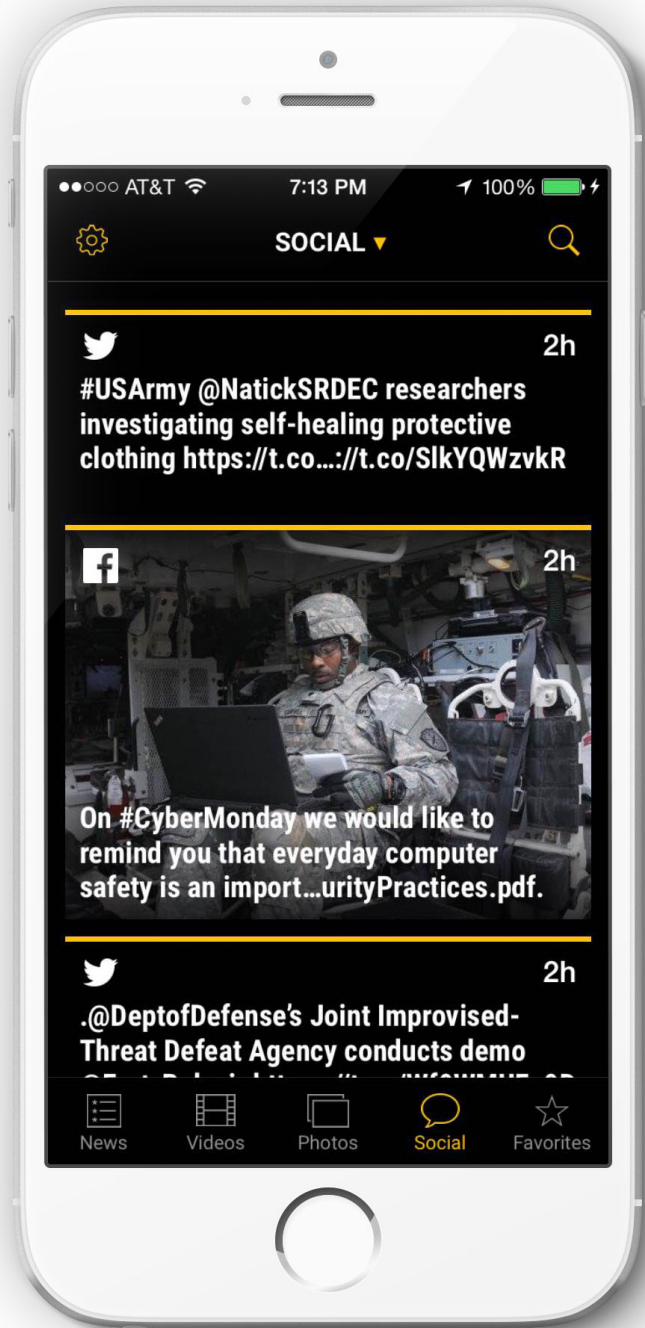 AT&T 7:13 PM 100%
SOCIAL
2h
#USArmy @NatickSRDEC researchers
investigating self-healing protective
clothing https://t.co...://t.co/SlkYQWzvkR
2h
On #CyberMonday we would like to
remind you that everyday computer
safety is an import...urityPractices.pdf.
2h
.@DeptofDefense’s Joint Improvised-
Threat Defeat Agency conducts demo
News Videos Photos Social Favorites